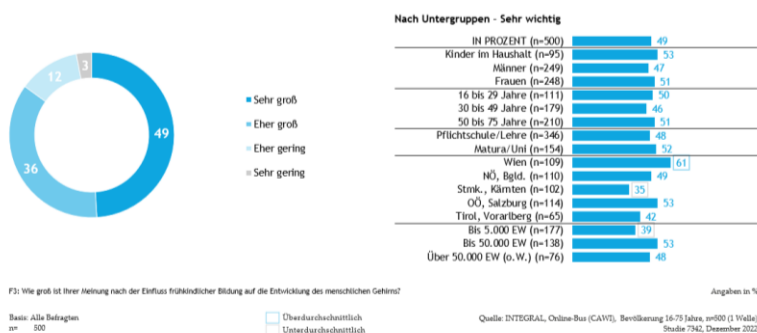 Nach Untergruppen - Sehr wichtig
3
12
49
36
Sehr groß
Eher groß
Eher gering
Sehr gering
IN PROZENT (n=500) 49
Kinder im Haushalt (n=95) 53
Männer (n=249) 47
Frauen (n=248) 51
16 bis 29 Jahre (n=111) 50
30 bis 49 Jahre (n=179) 46
50 bis 75 Jahre (n=210) 51
Pflichtschule/Lehre (n=346) 48
Matura/Uni (n=154) 52
Wien (n=109) 61
NÖ, Bgld. (n=110) 49
Stmk., Kärnten (n=102) 35
OÖ, Salzburg (n=114) 53
Tirol, Vorarlberg (n=65) 42
Bis 5.000 EW (n=177) 39
Bis 50.000 EW (n=138) 53
Über 50.000 EW (o.W.) (n=76) 48
F3: Wie groß ist Ihrer Meinung nach der Einfluss frühkindlicher Bildung auf die Entwicklung des menschlichen Gehirns?
Angaben in %
Basis: Alle Befragten
n= 500
Überdurchschnittlich
Unterdurchschnittlich
Quelle: INTEGRAL, Online-Bus (CAWI), Bevölkerung 16-75 Jahre, n=500 (1 Welle)
Studie 7342, Dezember 2022